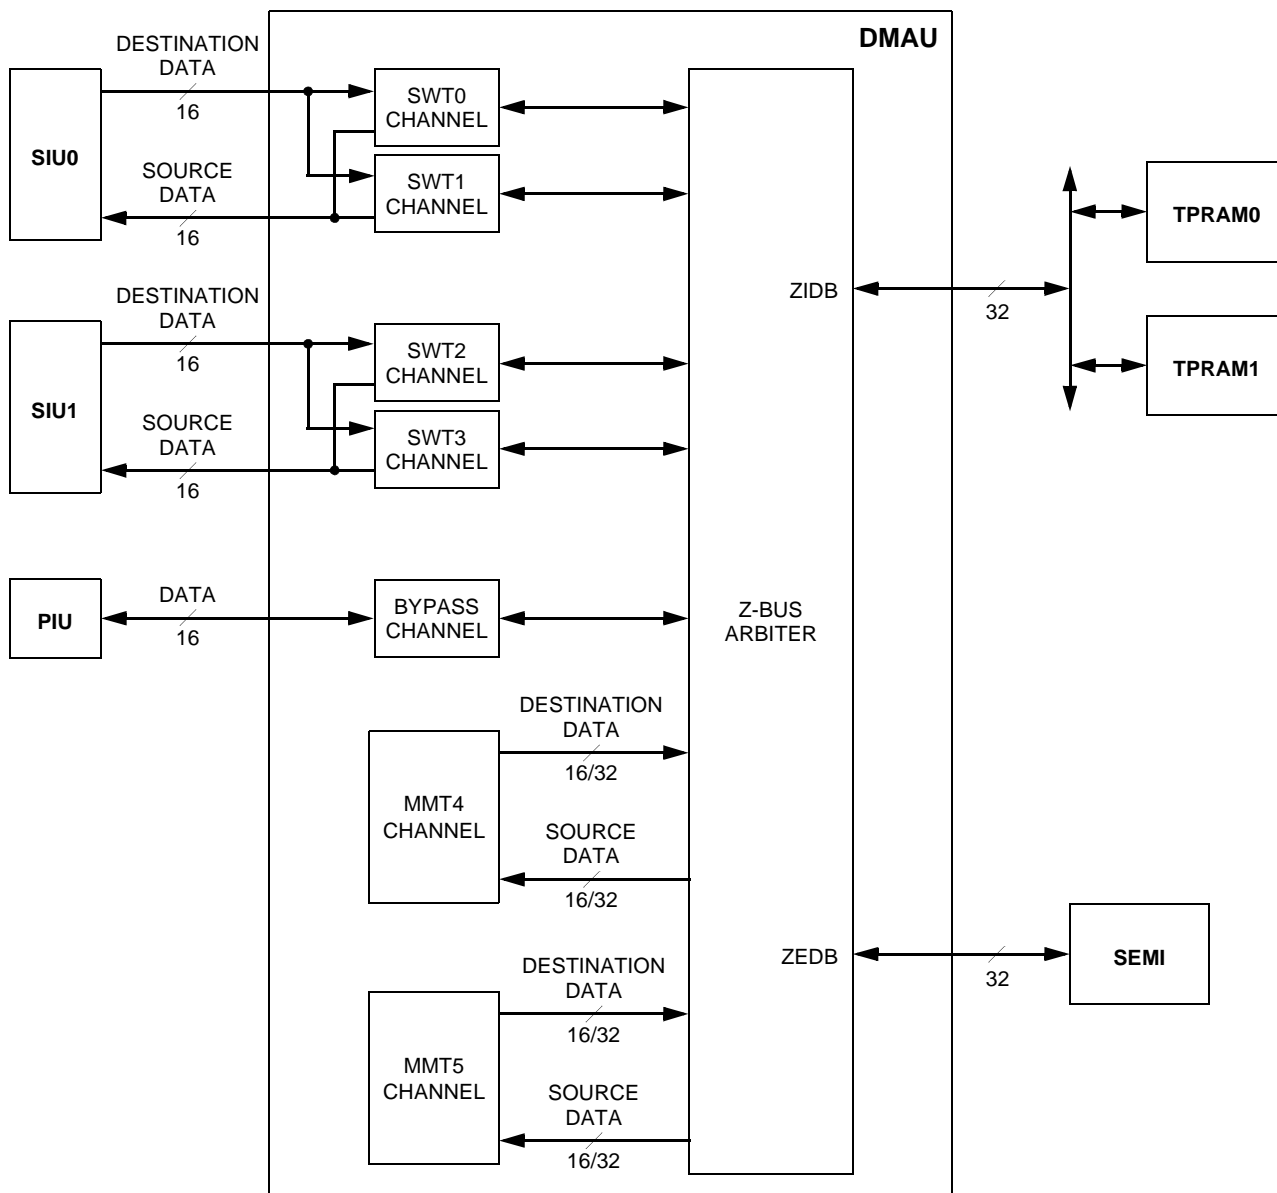 DMAU
DESTINATION
DATA
16
SIU0
SOURCE
DATA
16
SWT0
CHANNEL
SWT1
CHANNEL
DESTINATION
DATA
16
SIU1
SOURCE
DATA
16
SWT2
CHANNEL
SWT3
CHANNEL
PIU
DATA
16
BYPASS
CHANNEL
Z-BUS
ARBITER
ZIDB
32
TPRAM0
TPRAM1
MMT4
CHANNEL
DESTINATION
DATA
16/32
SOURCE
DATA
16/32
MMT5
CHANNEL
DESTINATION
DATA
16/32
SOURCE
DATA
16/32
ZEDB
32
SEMI